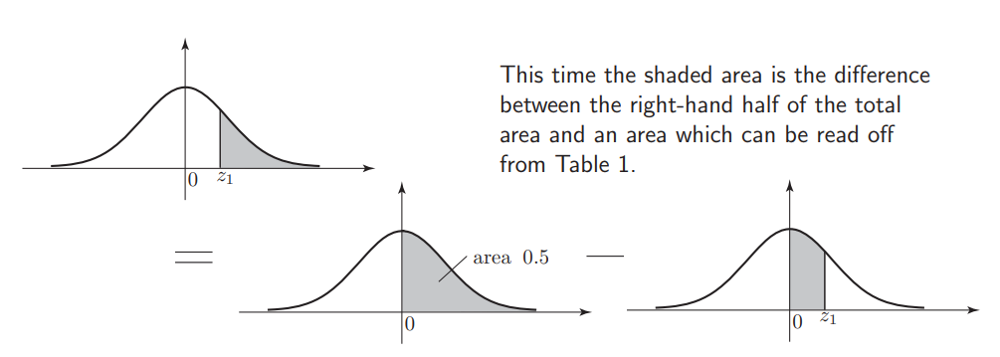 This time the shaded area is the difference
between the right-hand half of the total
area and an area which can be read off
from Table 1.
0 z₁
area 0.5
0
0 z₁